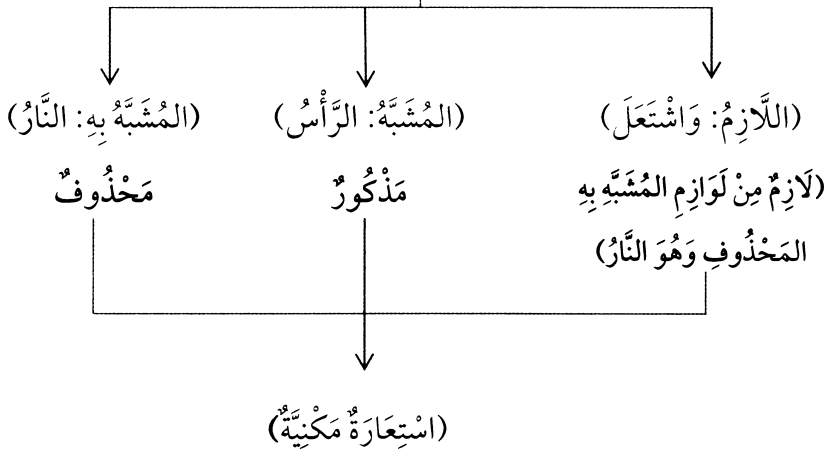 (اللَّازِمُ: وَاشْتَعَلَ)
(لَازِمٌ مِنْ لَوَازِمِ المُشَبَّهِ بِهِ
المَحْذُوفِ وَهُوَ النَّارُ)
(المُشَبَّهُ: الرَّأْسُ)
مَذْكُورٌ
(المُشَبَّهُ بِهِ: النَّارُ)
مَحْذُوفٌ
(اسْتِعَارَةٌ مَكْنِيَّةٌ)